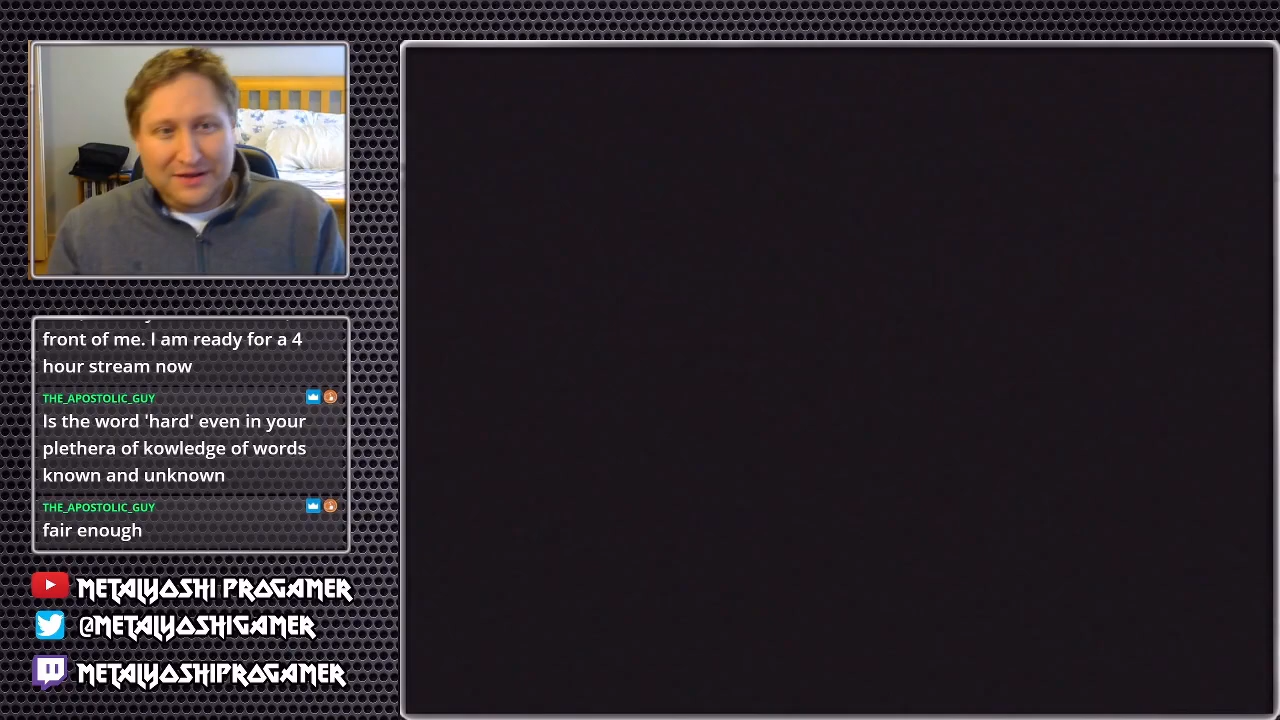 front of me. I am ready for a 4
hour stream now
THE_APOSTOLIC_GUY
Is the word 'hard' even in your
plethera of kowledge of words
known and unknown
THE_APOSTOLIC_GUY
fair enough
METALYOSHI PROGAMER
@METALYOSHIGAMER
METALYOSHIPROGAMER